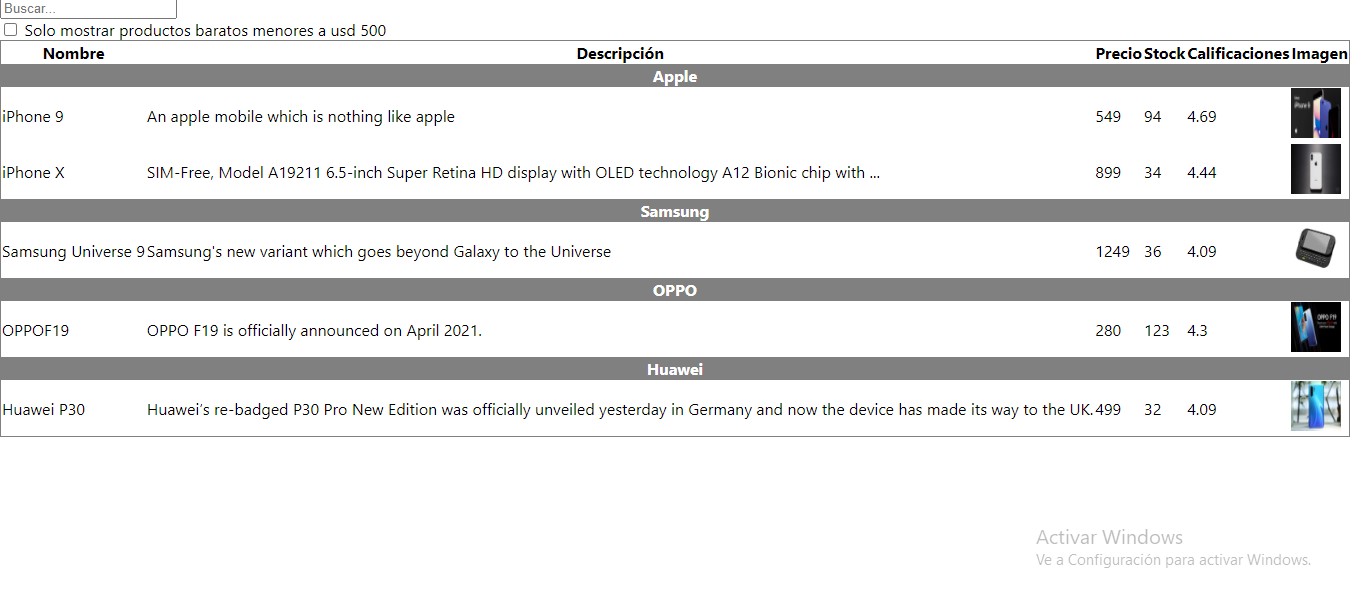 Buscar...
Solo mostrar productos baratos menores a usd 500
Nombre Descripción Precio Stock Calificaciones Imagen
Apple
iPhone 9 An apple mobile which is nothing like apple 549 94 4.69
iPhone X SIM-Free, Model A19211 6.5-inch Super Retina HD display with OLED technology A12 Bionic chip with ... 899 34 4.44
Samsung
Samsung Universe 9 Samsung's new variant which goes beyond Galaxy to the Universe 1249 36 4.09
OPPO
OPPOF19 OPPO F19 is officially announced on April 2021. 280 123 4.3
OPPO F19
Huawei
Huawei P30 Huawei’s re-badged P30 Pro New Edition was officially unveiled yesterday in Germany and now the device has made its way to the UK. 499 32 4.09
Activar Windows
Ve a Configuración para activar Windows.